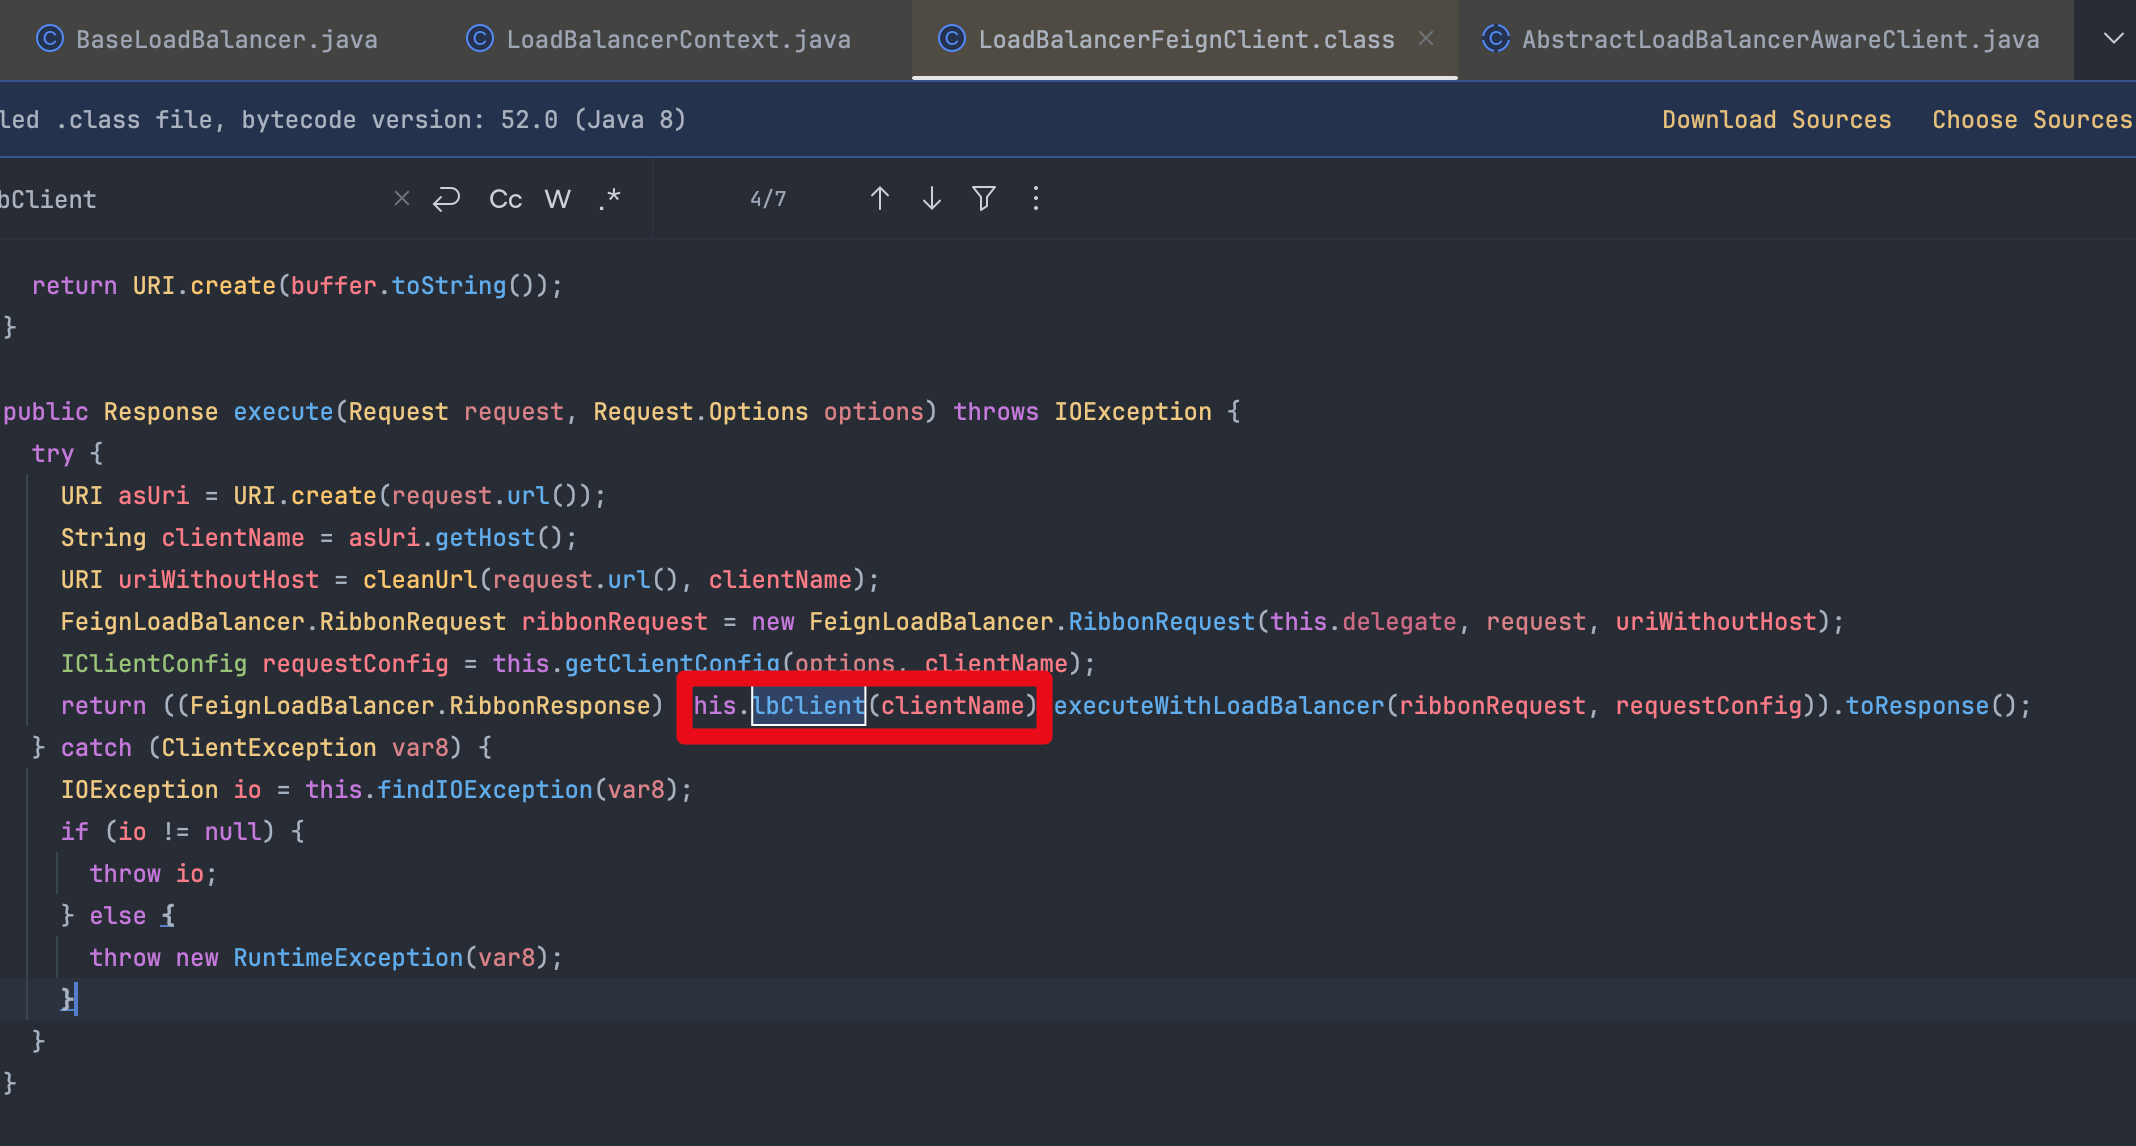 BaseLoadBalancer.java LoadBalancerContext.java LoadBalancerFeignClient.class AbstractLoadBalancerAwareClient.java
led .class file, bytecode version: 52.0 (Java 8) Download Sources Choose Sources
bClient Cc W .* 4/7
return URI.create(buffer.toString());
}
public Response execute(Request request, Request.Options options) throws IOException {
try {
URI asUri = URI.create(request.url());
String clientName = asUri.getHost();
URI uriWithoutHost = cleanUrl(request.url(), clientName);
FeignLoadBalancer.RibbonRequest ribbonRequest = new FeignLoadBalancer.RibbonRequest(this.delegate, request, uriWithoutHost);
IClientConfig requestConfig = this.getClientConfig(options, clientName);
return ((FeignLoadBalancer.RibbonResponse) his.lbClient(clientName) executeWithLoadBalancer(ribbonRequest, requestConfig)).toResponse();
} catch (ClientException var8) {
IOException io = this.findIOException(var8);
if (io != null) {
throw io;
} else {
throw new RuntimeException(var8);
}
}
}